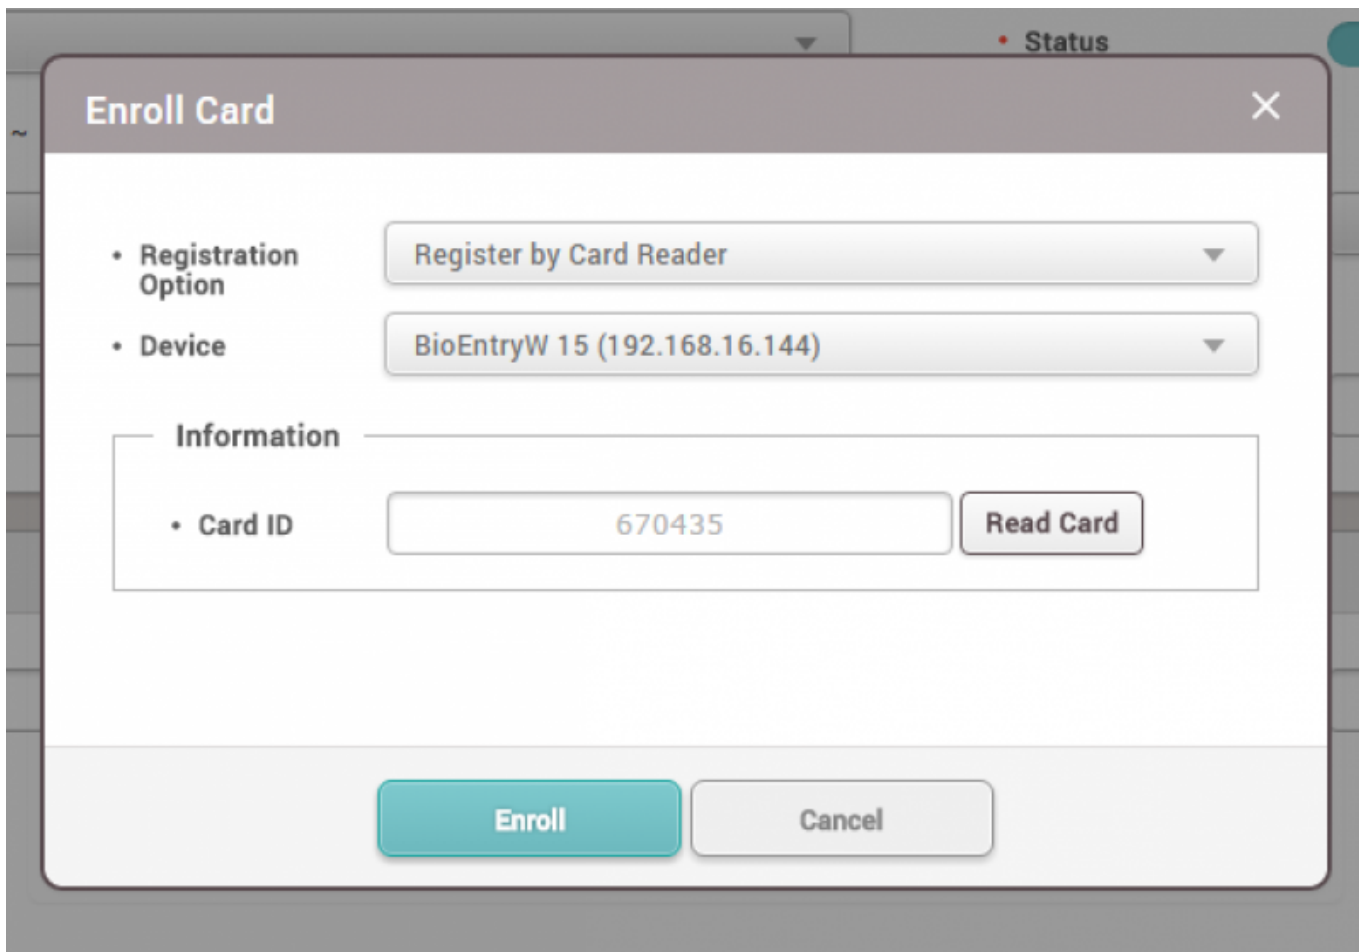 • Status
Enroll Card
~
• Registration
Option
Register by Card Reader
• Device
BioEntryW 15 (192.168.16.144)
Information
• Card ID
670435
Read Card
Enroll
Cancel